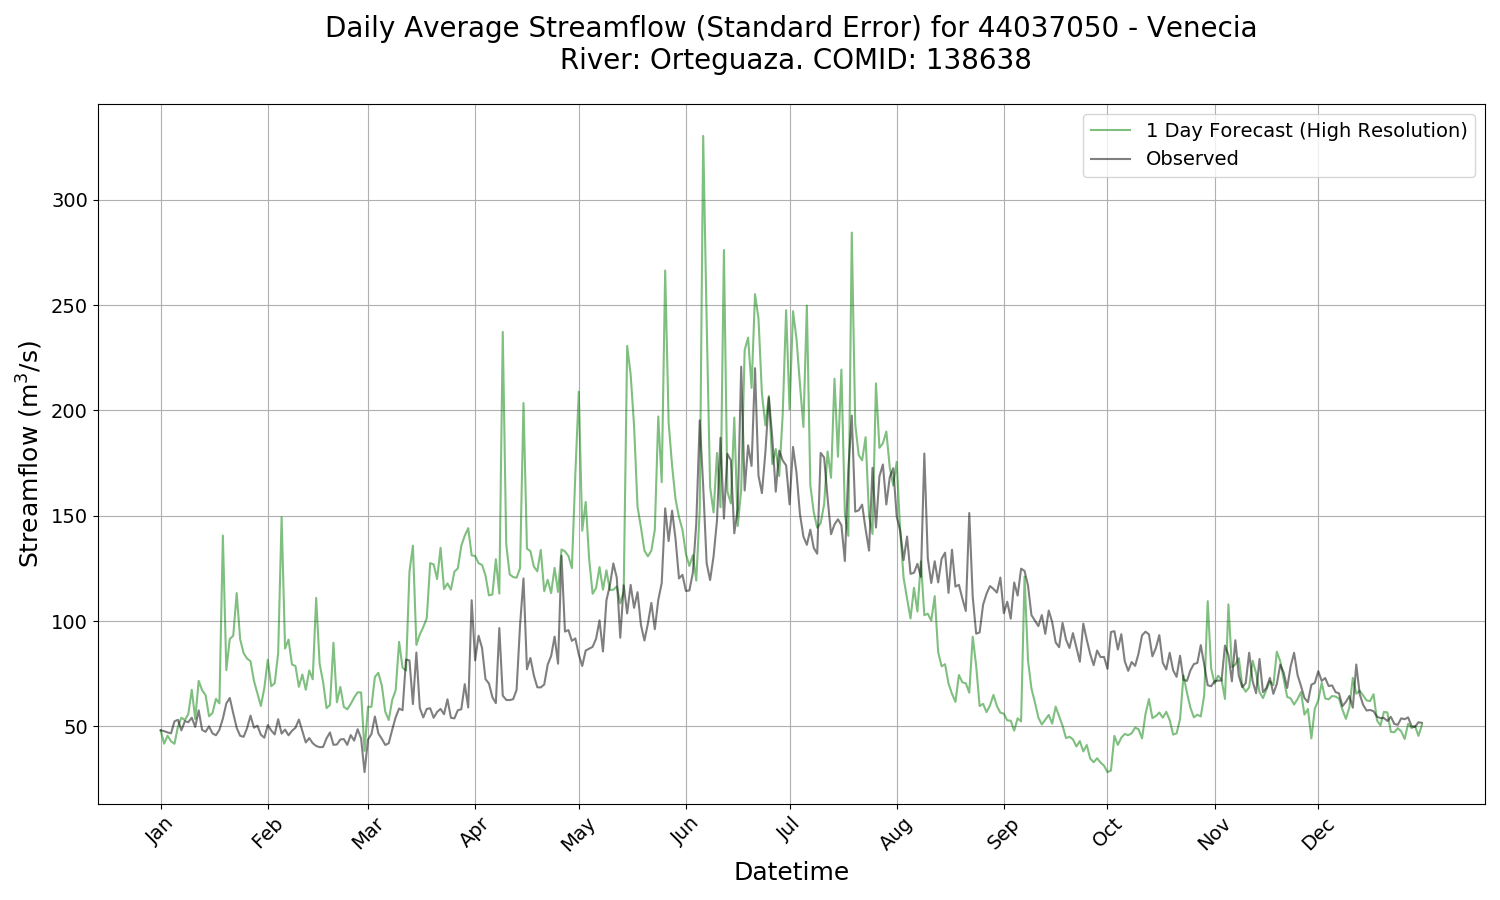 Daily Average Streamflow (Standard Error) for 44037050 - Venecia
River: Orteguaza. COMID: 138638
1 Day Forecast (High Resolution)
Observed
Streamflow (m³/s)
300
250
200
150
100
50
Jan
Feb
Mar
Apr
May
Jun
Jul
Aug
Sep
Oct
Nov
Dec
Datetime